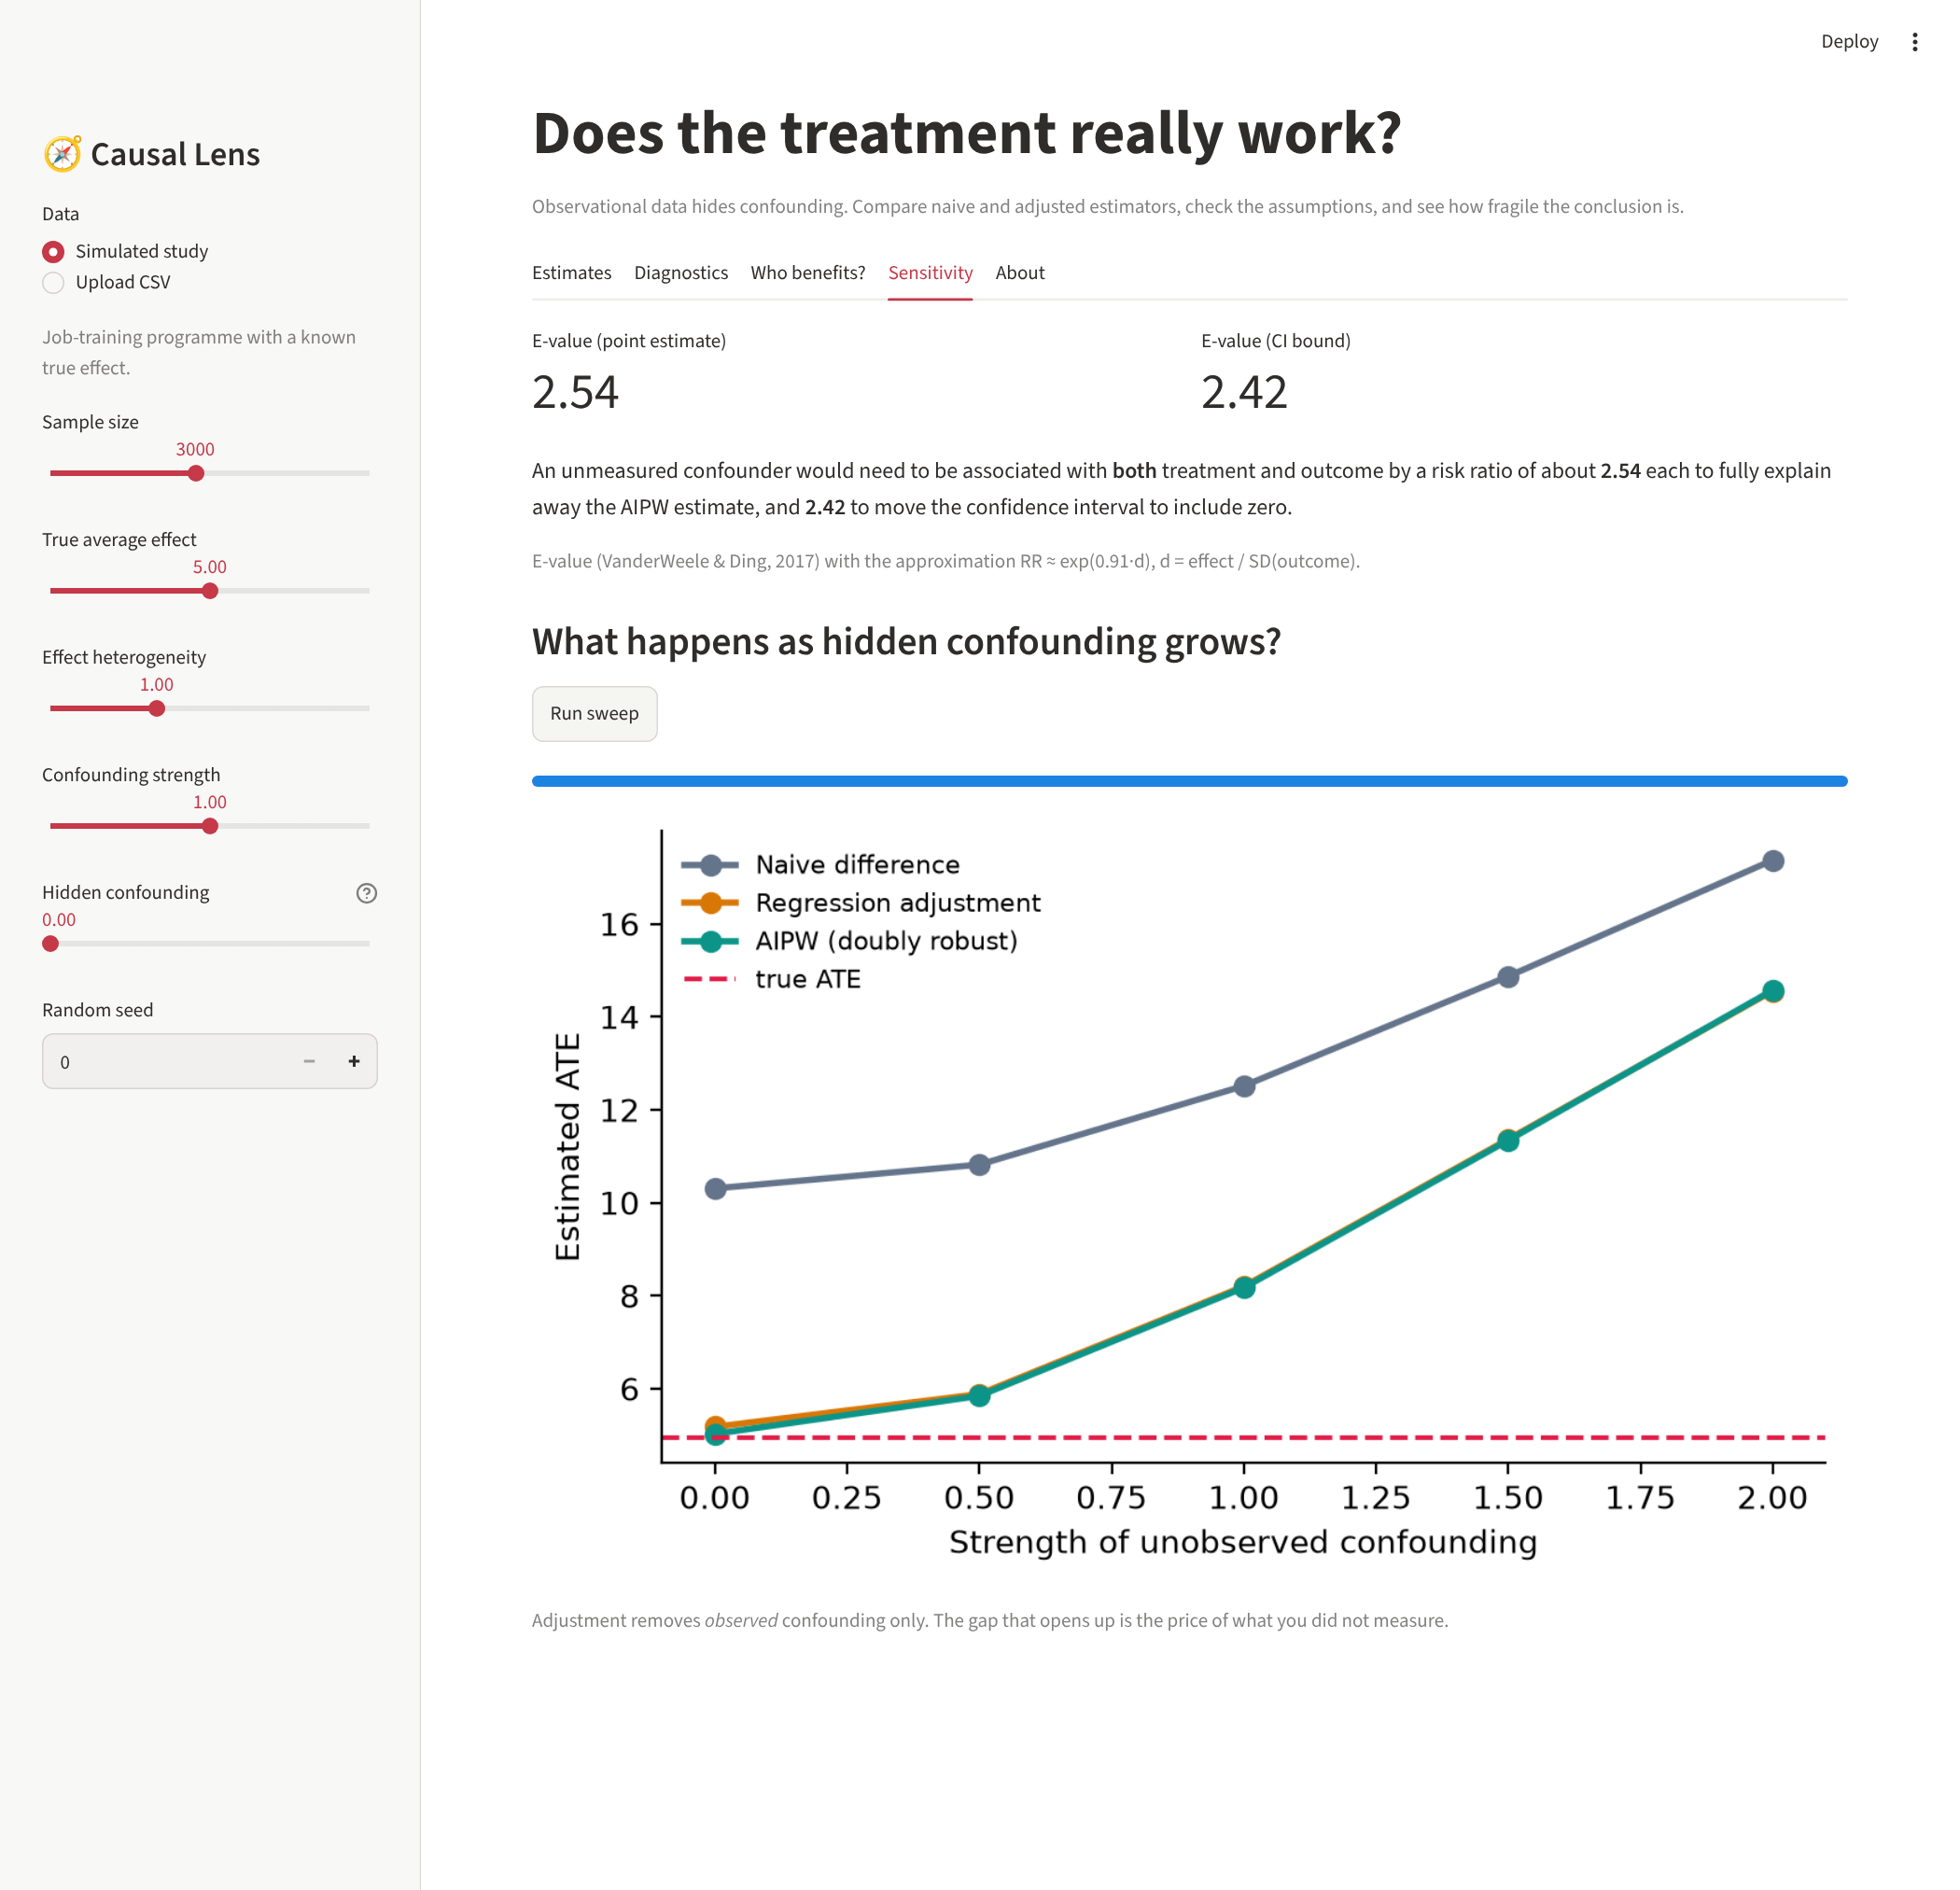 Deploy
Causal Lens
Data
Simulated study
Upload CSV
Job-training programme with a known
true effect.
Sample size
3000
True average effect
5.00
Effect heterogeneity
1.00
Confounding strength
1.00
Hidden confounding
0.00
Random seed
0
Does the treatment really work?
Observational data hides confounding. Compare naive and adjusted estimators, check the assumptions, and see how fragile the conclusion is.
Estimates Diagnostics Who benefits? Sensitivity About
E-value (point estimate) E-value (CI bound)
2.54 2.42
An unmeasured confounder would need to be associated with both treatment and outcome by a risk ratio of about 2.54 each to fully explain
away the AIPW estimate, and 2.42 to move the confidence interval to include zero.
E-value (VanderWeele & Ding, 2017) with the approximation RR ≈ exp(0.91·d), d = effect / SD(outcome).
What happens as hidden confounding grows?
Run sweep
Naive difference
Regression adjustment
AIPW (doubly robust)
true ATE
Estimated ATE
16
14
12
10
8
6
0.00 0.25 0.50 0.75 1.00 1.25 1.50 1.75 2.00
Strength of unobserved confounding
Adjustment removes observed confounding only. The gap that opens up is the price of what you did not measure.